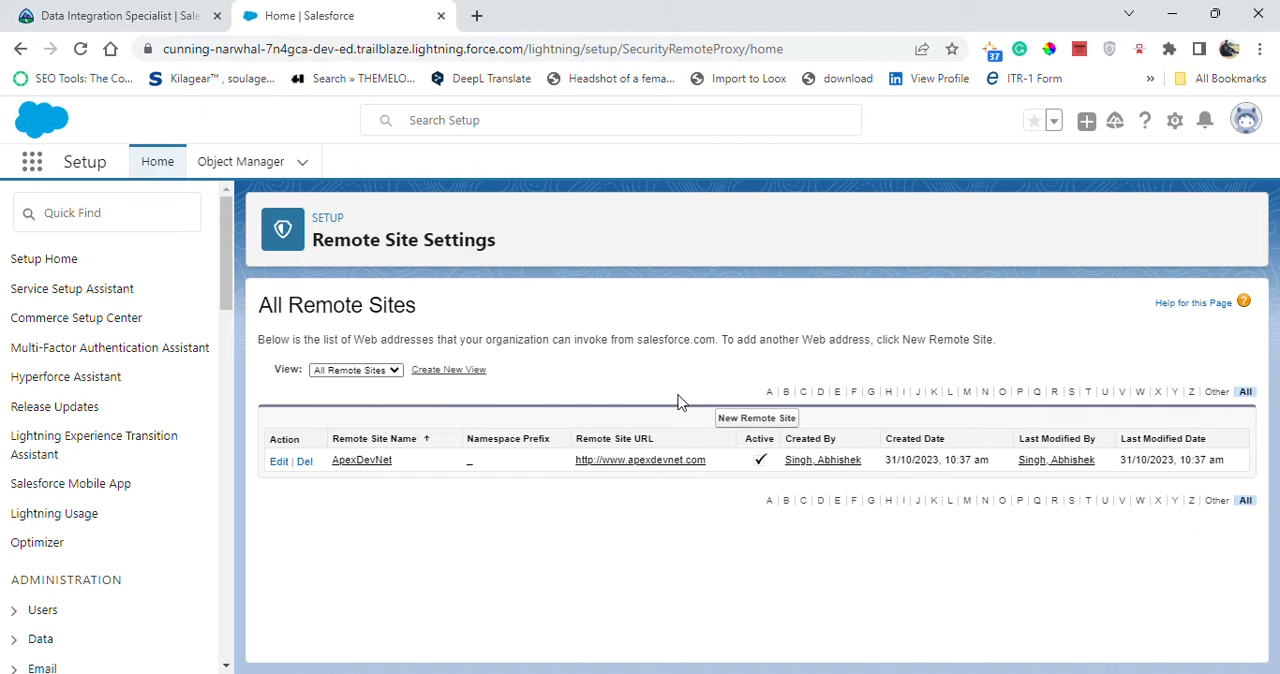 Data Integration Specialist | Sale
Home | Salesforce
cunning-narwhal-7n4gca-dev-ed.trailblaze.lightning.force.com/lightning/setup/SecurityRemoteProxy/home
37
SEO Tools: The Co...
Kilagear™ , soulage...
Search » THEMELO...
DeepL Translate
Headshot of a fema...
Import to Loox
download
View Profile
ITR-1 Form
»
All Bookmarks
Search Setup
Setup
Home
Object Manager
Quick Find
Setup Home
Service Setup Assistant
Commerce Setup Center
Multi-Factor Authentication Assistant
Hyperforce Assistant
Release Updates
Lightning Experience Transition
Assistant
Salesforce Mobile App
Lightning Usage
Optimizer
ADMINISTRATION
Users
Data
Email
SETUP
Remote Site Settings
All Remote Sites
Help for this Page ?
Below is the list of Web addresses that your organization can invoke from salesforce.com. To add another Web address, click New Remote Site.
View: All Remote Sites Create New View
A | B | C | D | E | F | G | H | I | J | K | L | M | N | O | P | Q | R | S | T | U | V | W | X | Y | Z | Other | All
New Remote Site
Action Remote Site Name ↑ Namespace Prefix Remote Site URL Active Created By Created Date Last Modified By Last Modified Date
Edit | Del ApexDevNet _ http://www.apexdevnet.com ✓ Singh, Abhishek 31/10/2023, 10:37 am Singh, Abhishek 31/10/2023, 10:37 am
A | B | C | D | E | F | G | H | I | J | K | L | M | N | O | P | Q | R | S | T | U | V | W | X | Y | Z | Other | All